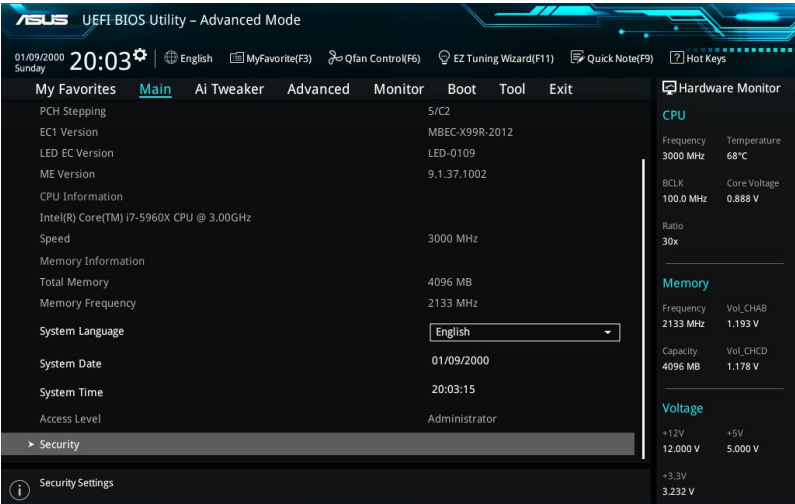 ASUS UEFI BIOS Utility – Advanced Mode
01/09/2000
Sunday
20:03
English MyFavorite(F3) Qfan Control(F6) EZ Tuning Wizard(F11) Quick Note(F9) ? Hot Keys
My Favorites Main Ai Tweaker Advanced Monitor Boot Tool Exit
PCH Stepping 5/C2
EC1 Version MBEC-X99R-2012
LED EC Version LED-0109
ME Version 9.1.37.1002
CPU Information
Intel(R) Core(TM) i7-5960X CPU @ 3.00GHz
Speed 3000 MHz
Memory Information
Total Memory 4096 MB
Memory Frequency 2133 MHz
System Language English
System Date 01/09/2000
System Time 20:03:15
Access Level Administrator
> Security
i Security Settings
Hardware Monitor
CPU
Frequency Temperature
3000 MHz 68°C
BCLK Core Voltage
100.0 MHz 0.888 V
Ratio
30x
Memory
Frequency Vol_CHAB
2133 MHz 1.193 V
Capacity Vol_CHCD
4096 MB 1.178 V
Voltage
+12V +5V
12.000 V 5.000 V
+3.3V
3.232 V